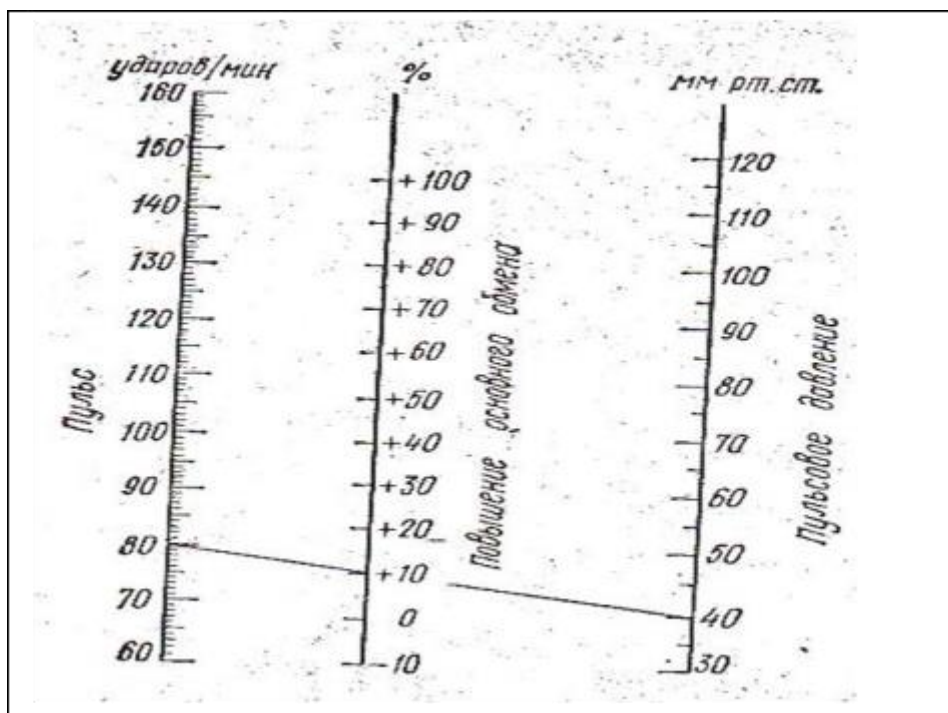 ударов/мин % мм рт.ст.
160
150 120
+100
140 110
+90
130 +80 100
+70
120 90
+60
110 80
+50
100 +40 70
90 +30 60
+20
80 50
+10
70 0 40
60 -10 30
Пульс
Повышение основного обмена
Пульсовое давление